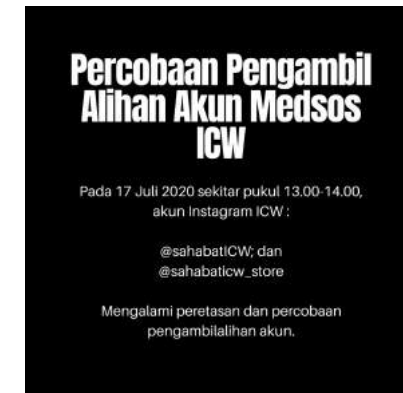 Percobaan Pengambil
Alihan Akun Medsos
ICW
Pada 17 Juli 2020 sekitar pukul 13.00-14.00,
akun Instagram ICW :
@sahabatICW; dan
@sahabaticw_store
Mengalami peretasan dan percobaan
pengambilalihan akun.